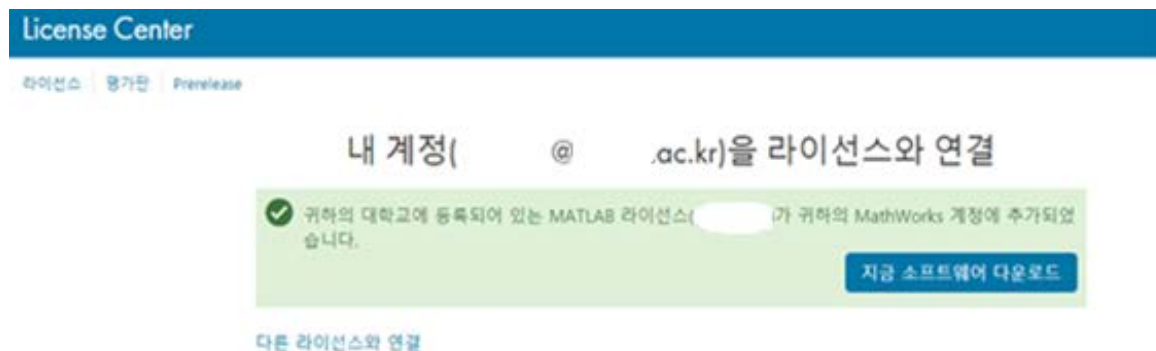 License Center
라이선스 평가판 Prerelease
내 계정( @ .ac.kr)을 라이선스와 연결
귀하의 대학교에 등록되어 있는 MATLAB 라이선스( )가 귀하의 MathWorks 계정에 추가되었
습니다.
지금 소프트웨어 다운로드
다른 라이선스와 연결